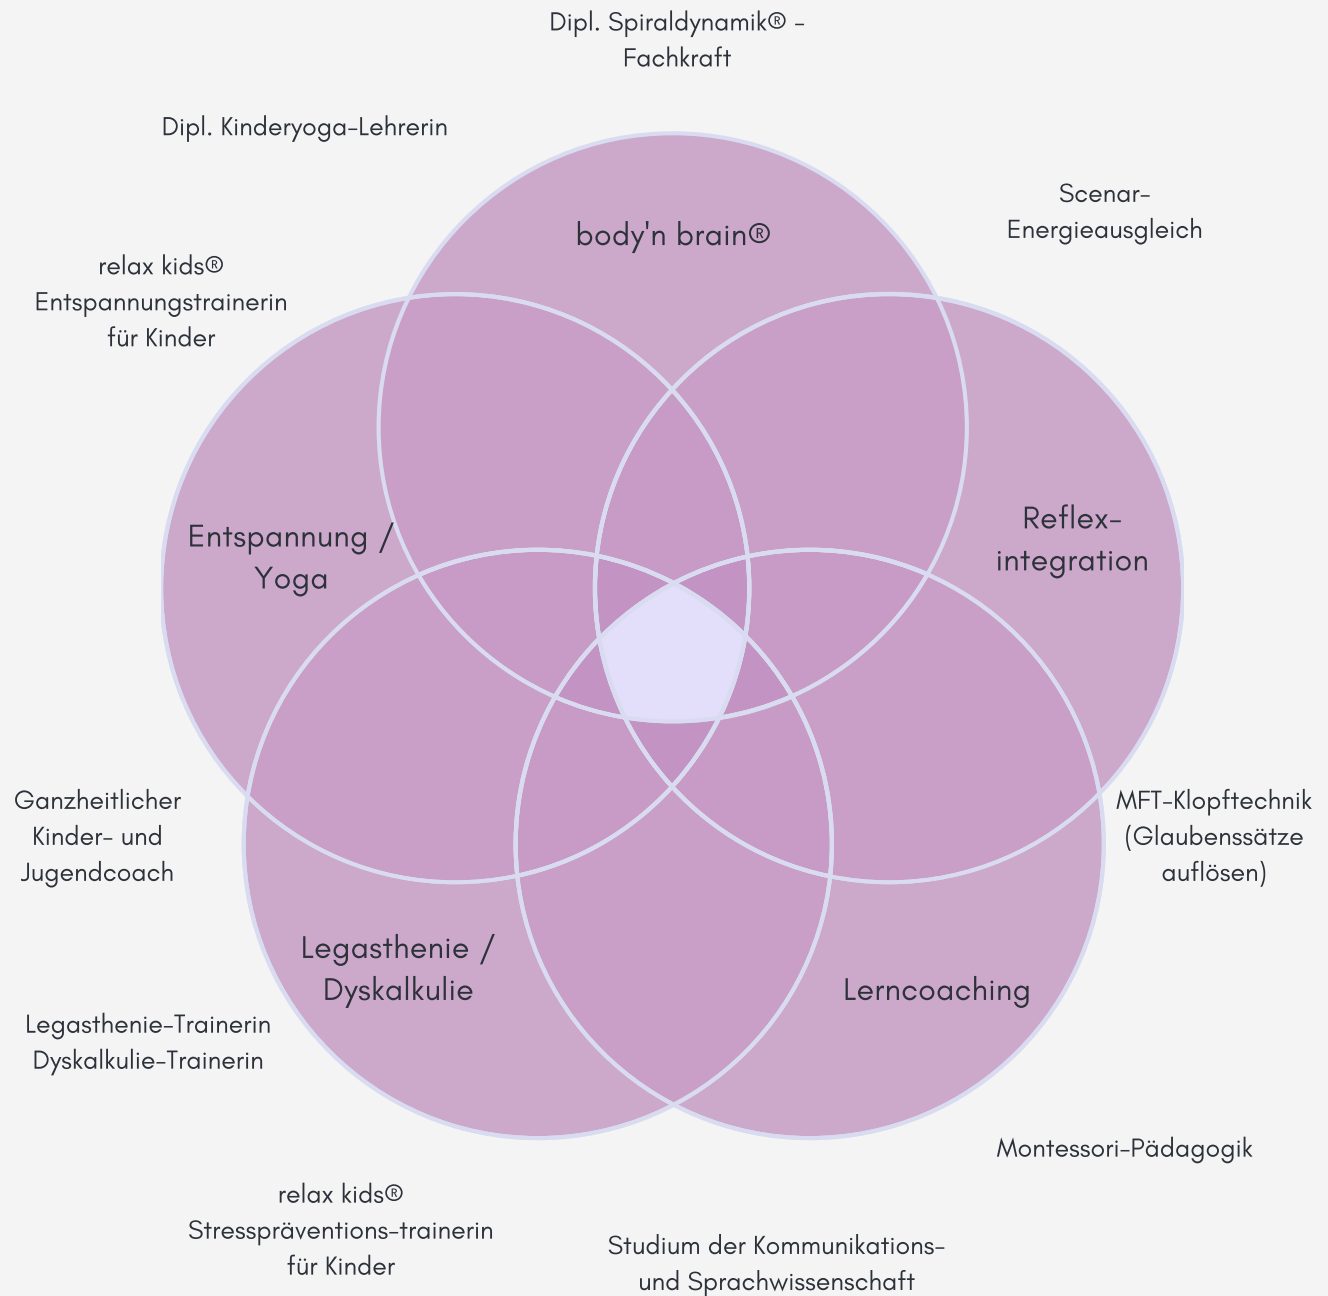 Dipl. Spiraldynamik® -
Fachkraft
Dipl. Kinderyoga-Lehrerin
Scenar-
Energieausgleich
body'n brain®
relax kids®
Entspannungstrainerin
für Kinder
Entspannung /
Yoga
Reflex-
integration
Ganzheitlicher
Kinder- und
Jugendcoach
MFT-Klopftechnik
(Glaubenssätze
auflösen)
Legasthenie /
Dyskalkulie
Lerncoaching
Legasthenie-Trainerin
Dyskalkulie-Trainerin
Montessori-Pädagogik
relax kids®
Stresspräventions-trainerin
für Kinder
Studium der Kommunikations-
und Sprachwissenschaft